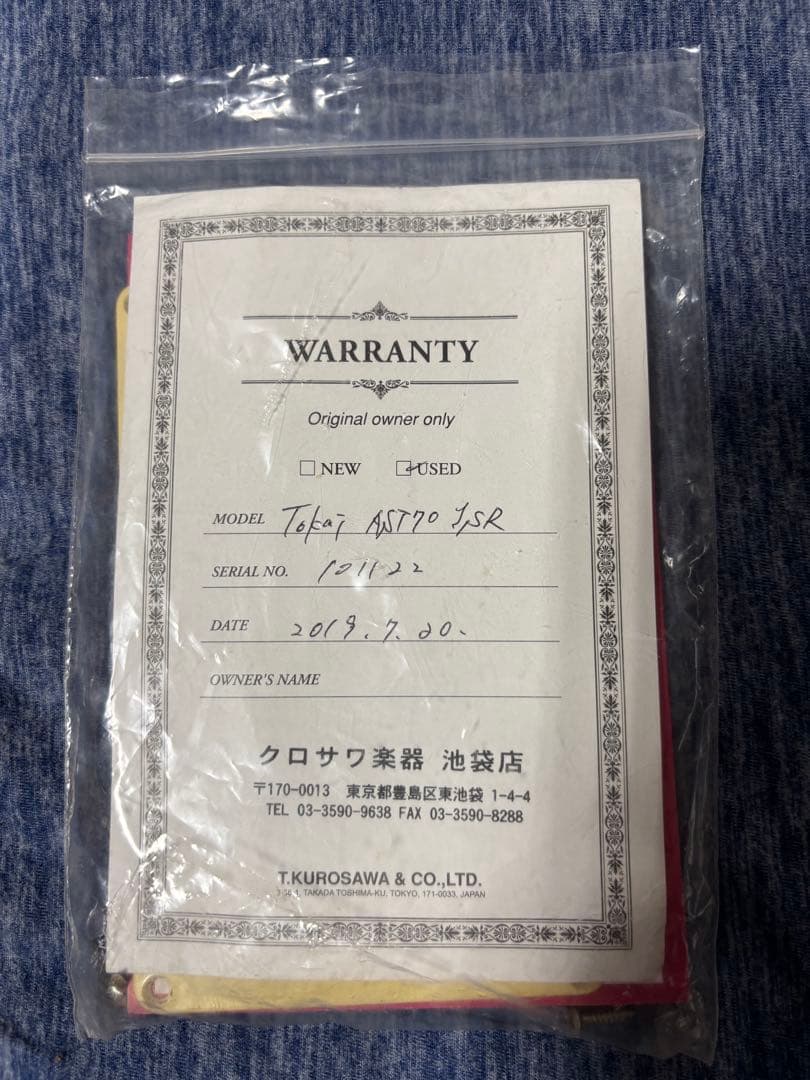 WARRANTY
Original owner only
NEW USED
MODEL Tokai AST70
SERIAL NO. 101122
DATE 2019.7.20.
OWNER'S NAME
クロサワ楽器 池袋店
〒170-0013 東京都豊島区東池袋 1-4-4
TEL 03-3590-9638 FAX 03-3590-8288
T.KUROSAWA & CO.,LTD.
TAKADA TOSHIMA-KU, TOKYO, 171-0033, JAPAN